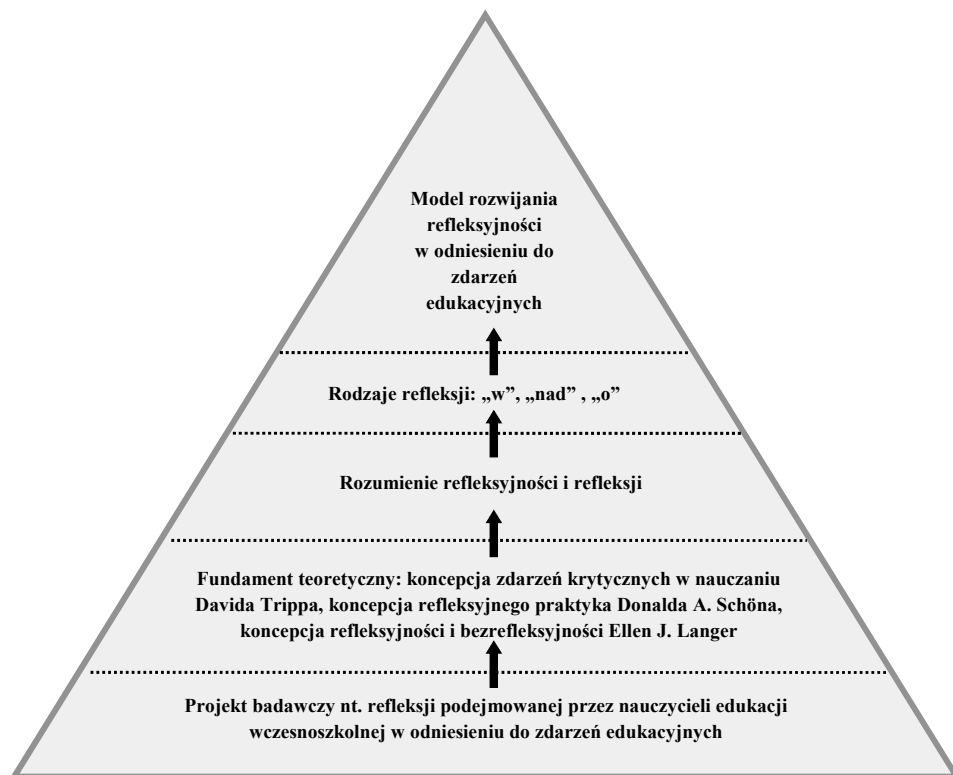 Model rozwijania
refleksyjności
w odniesieniu do
zdarzeń
edukacyjnych
Rodzaje refleksji: „w”, „nad” , „o”
Rozumienie refleksyjności i refleksji
Fundament teoretyczny: koncepcja zdarzeń krytycznych w nauczaniu
Davida Trippa, koncepcja refleksyjnego praktyka Donalda A. Schöna,
koncepcja refleksyjności i bezrefleksyjności Ellen J. Langer
Projekt badawczy nt. refleksji podejmowanej przez nauczycieli edukacji
wczesnoszkolnej w odniesieniu do zdarzeń edukacyjnych